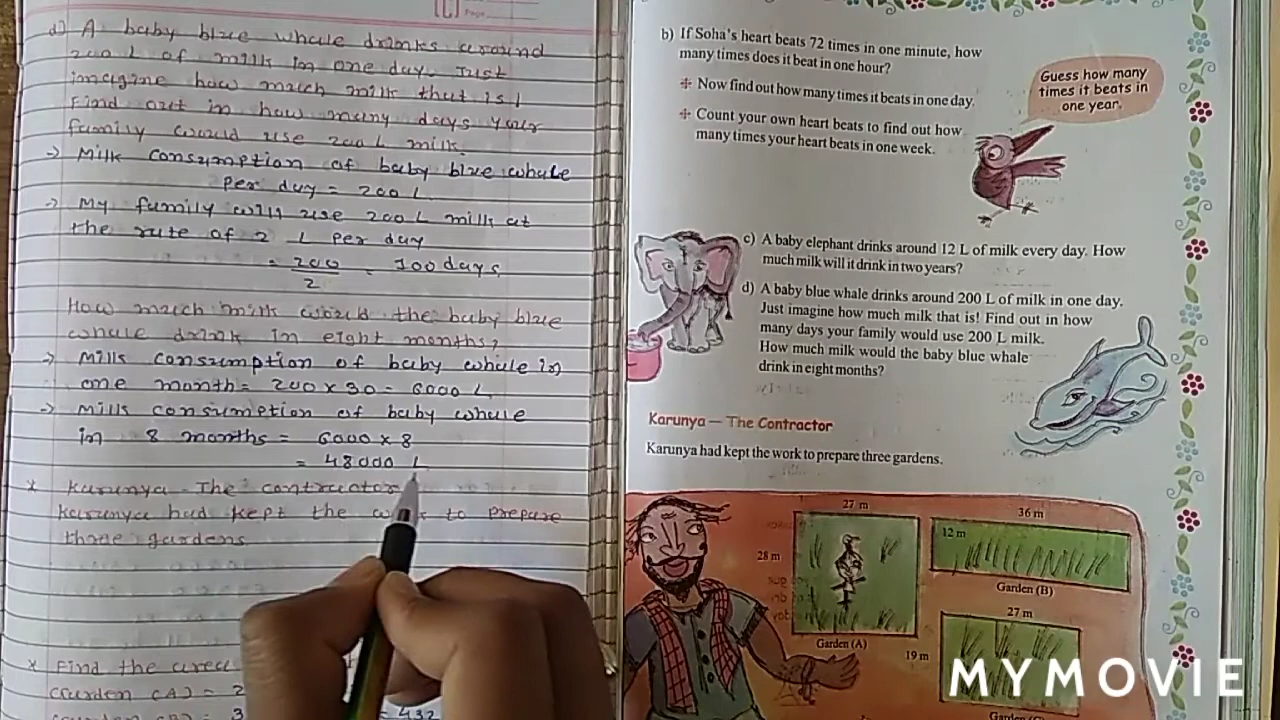 Page
d) A baby blue whale drinks around
200 L of milk in one day. Just
imagine how much milk that is!
Find out in how many days your
family would use 200 L milk.
→ Milk consumption of baby blue whale
per day = 200 L
→ My family will use 200 L milk at
the rate of 2 L per day
= 200/2 = 100 days
How much milk would the baby blue
whale drink in eight months?
→ Milk consumption of baby whale in
one month = 200 x 30 = 6000 L
→ Milk consumption of baby whale
in 8 months = 6000 x 8
= 48000 L
* Karunya - The contractor
Karunya had kept the to prepare
three gardens
* Find the area
Garden (A) = 2
Garden (B) = 3 = 432
b) If Soha's heart beats 72 times in one minute, how
many times does it beat in one hour?
Now find out how many times it beats in one day.
Count your own heart beats to find out how
many times your heart beats in one week.
Guess how many
times it beats in
one year.
c) A baby elephant drinks around 12 L of milk every day. How
much milk will it drink in two years?
d) A baby blue whale drinks around 200 L of milk in one day.
Just imagine how much milk that is! Find out in how
many days your family would use 200 L milk.
How much milk would the baby blue whale
drink in eight months?
Karunya — The Contractor
Karunya had kept the work to prepare three gardens.
27 m
28 m
Garden (A)
36 m
12 m
Garden (B)
27 m
19 m
Garden (C)
MYMOVIE